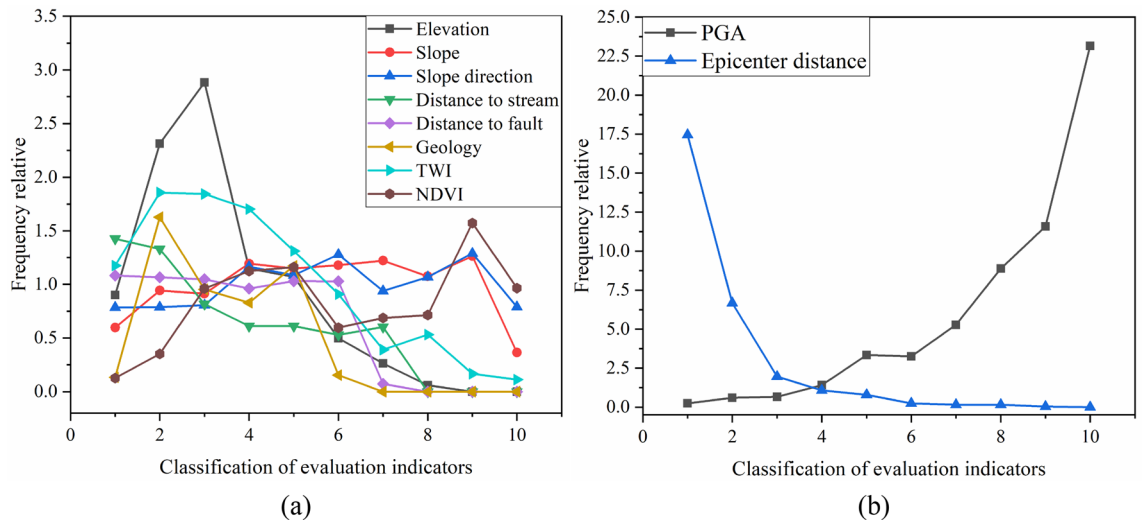 3.5
3.0
2.5
2.0
1.5
1.0
0.5
0.0
Frequency relative
0 2 4 6 8 10
Classification of evaluation indicators
Elevation
Slope
Slope direction
Distance to stream
Distance to fault
Geology
TWI
NDVI
(a)
25.0
22.5
20.0
17.5
15.0
12.5
10.0
7.5
5.0
2.5
0.0
Frequency relative
0 2 4 6 8 10
Classification of evaluation indicators
PGA
Epicenter distance
(b)